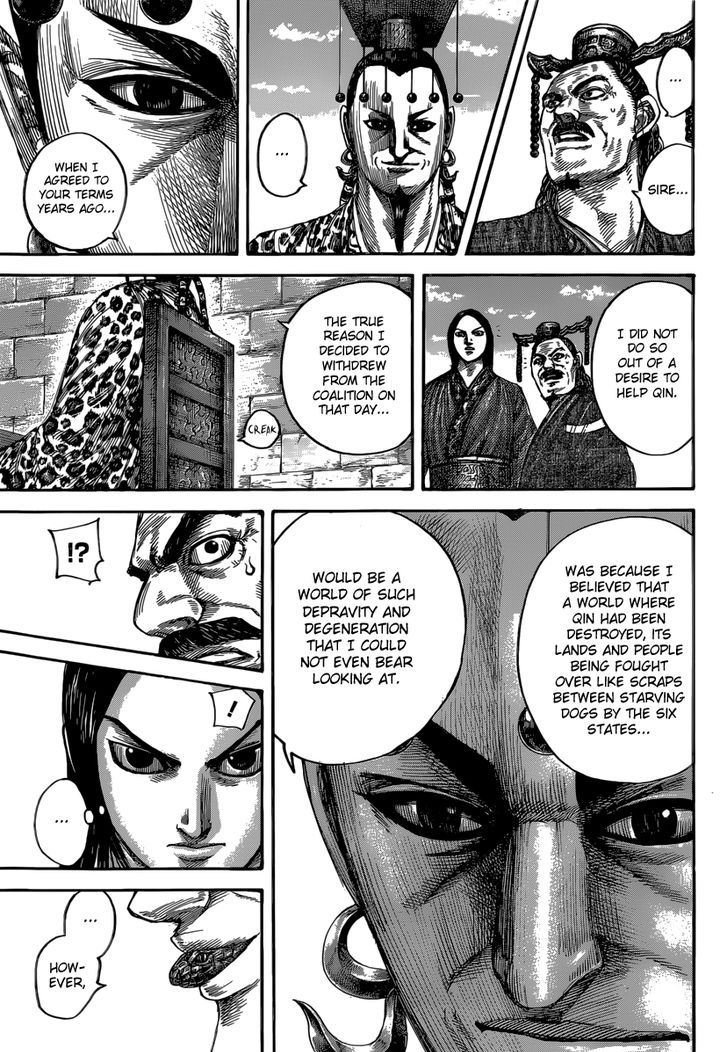 ...
SIRE...
...
WHEN I
AGREED TO
YOUR TERMS
YEARS AGO...
I DID NOT
DO SO
OUT OF A
DESIRE TO
HELP QIN.
THE TRUE
REASON I
DECIDED TO
WITHDREW
FROM THE
COALITION ON
THAT DAY...
CREAK
WAS BECAUSE I
BELIEVED THAT
A WORLD WHERE
QIN HAD BEEN
DESTROYED, ITS
LANDS AND PEOPLE
BEING FOUGHT
OVER LIKE SCRAPS
BETWEEN STARVING
DOGS BY THE SIX
STATES...
WOULD BE A
WORLD OF SUCH
DEPRAVITY AND
DEGENERATION
THAT I COULD
NOT EVEN BEAR
LOOKING AT.
!?
!
...
...
HOW-
EVER,